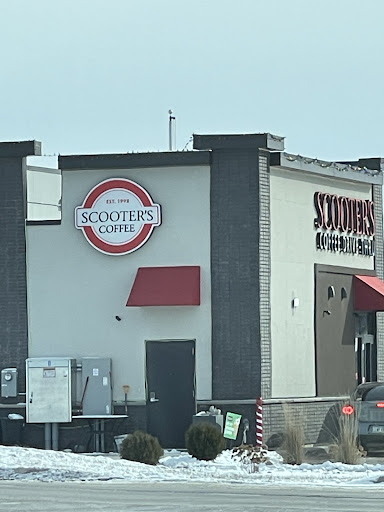 EST. 1998
SCOOTER'S
COFFEE
SCOOTER'S
COFFEE DRIVE-THRU